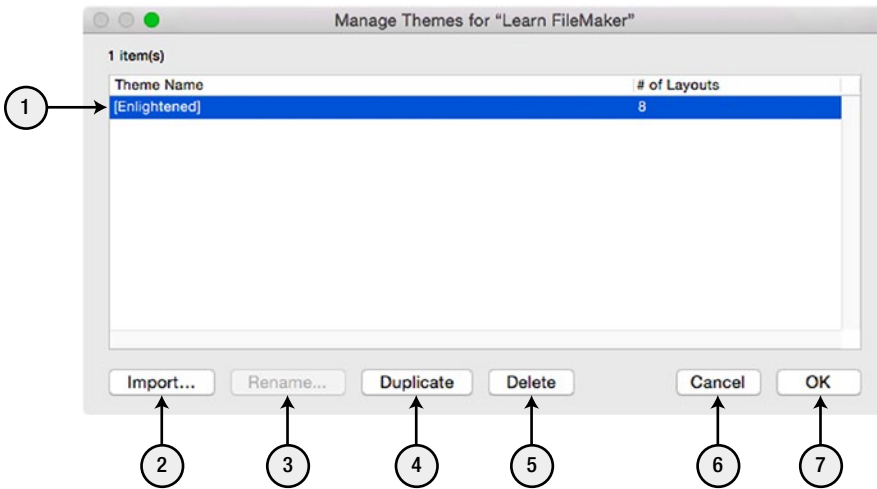 Manage Themes for “Learn FileMaker”
1 item(s)
Theme Name # of Layouts
1 [Enlightened] 8
Import... Rename... Duplicate Delete Cancel OK
2 3 4 5 6 7